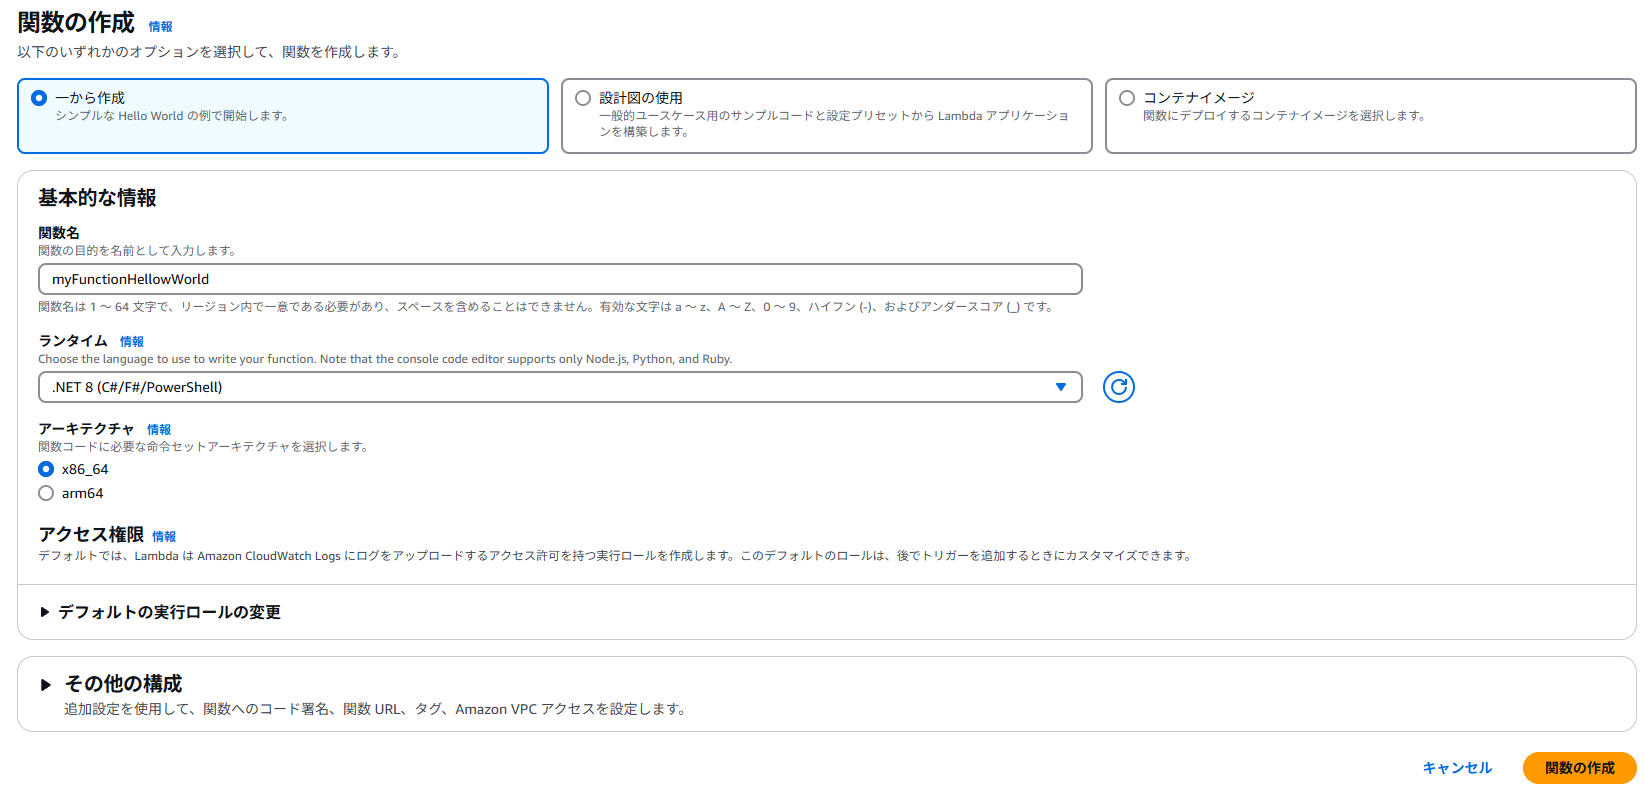 関数の作成 情報
以下のいずれかのオプションを選択して、関数を作成します。
一から作成
シンプルな Hello World の例で開始します。
設計図の使用
一般的ユースケース用のサンプルコードと設定プリセットから Lambda アプリケーショ
ンを構築します。
コンテナイメージ
関数にデプロイするコンテナイメージを選択します。
基本的な情報
関数名
関数の目的を名前として入力します。
myFunctionHellowWorld
関数名は 1 ～ 64 文字で、リージョン内で一意である必要があり、スペースを含めることはできません。有効な文字は a ～ z、A ～ Z、0 ～ 9、ハイフン (-)、およびアンダースコア (_) です。
ランタイム 情報
Choose the language to use to write your function. Note that the console code editor supports only Node.js, Python, and Ruby.
.NET 8 (C#/F#/PowerShell)
アーキテクチャ 情報
関数コードに必要な命令セットアーキテクチャを選択します。
x86_64
arm64
アクセス権限 情報
デフォルトでは、Lambda は Amazon CloudWatch Logs にログをアップロードするアクセス許可を持つ実行ロールを作成します。このデフォルトのロールは、後でトリガーを追加するときにカスタマイズできます。
デフォルトの実行ロールの変更
その他の構成
追加設定を使用して、関数へのコード署名、関数 URL、タグ、Amazon VPC アクセスを設定します。
キャンセル 関数の作成